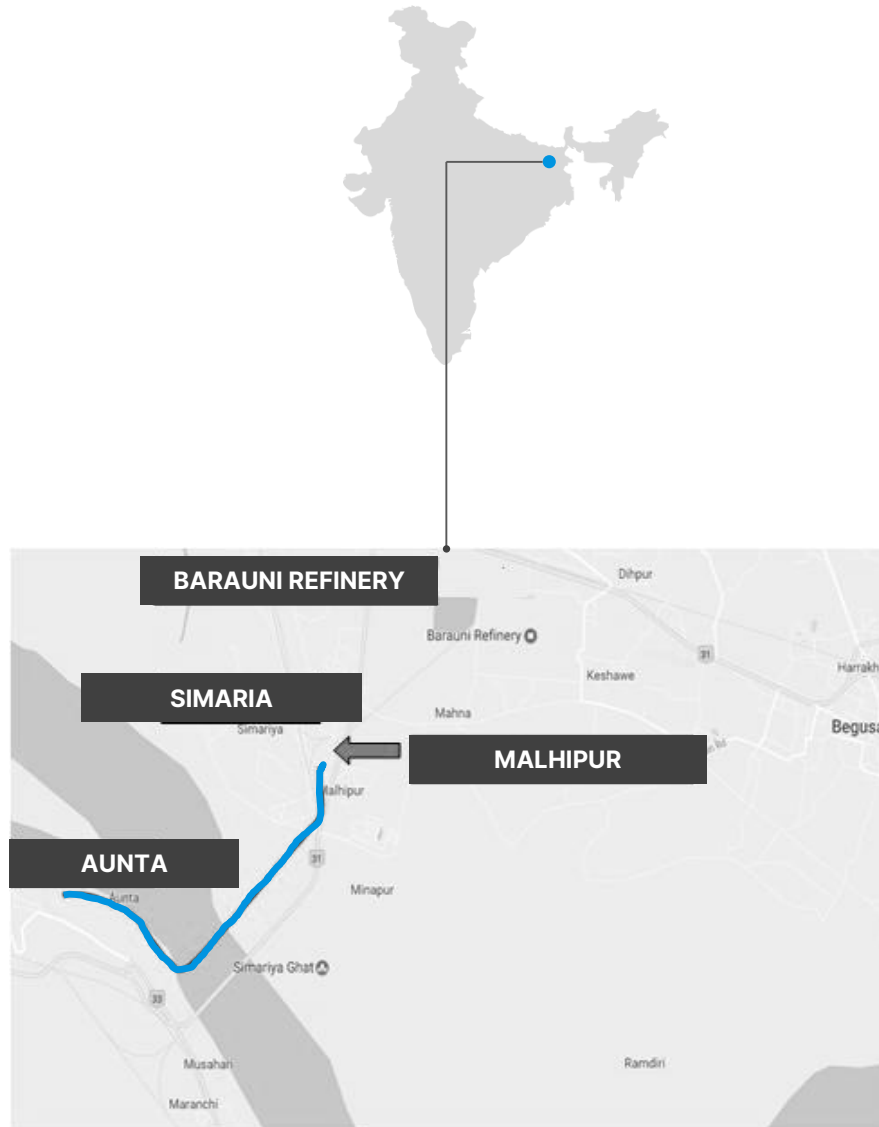 BARAUNI REFINERY
Dihpur
Barauni Refinery
31
Harrakh
Keshawe
SIMARIA
Mahna
Simariya
Begusa
MALHIPUR
Malhipur
31
AUNTA
Minapur
Aunta
Simariya Ghat
33
Musahari
Ramdiri
Maranchi